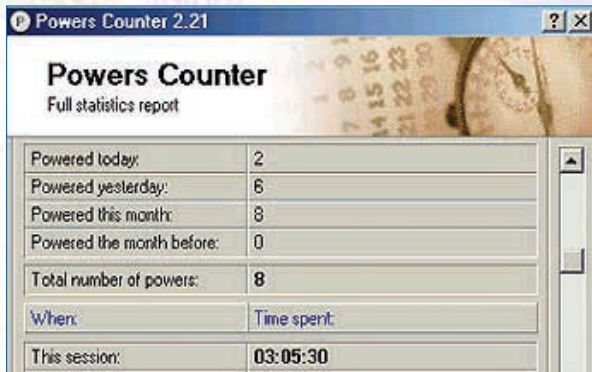 Powers Counter 2.21
Powers Counter
Full statistics report
Powered today: 2
Powered yesterday: 6
Powered this month: 8
Powered the month before: 0
Total number of powers: 8
When: Time spent:
This session: 03:05:30